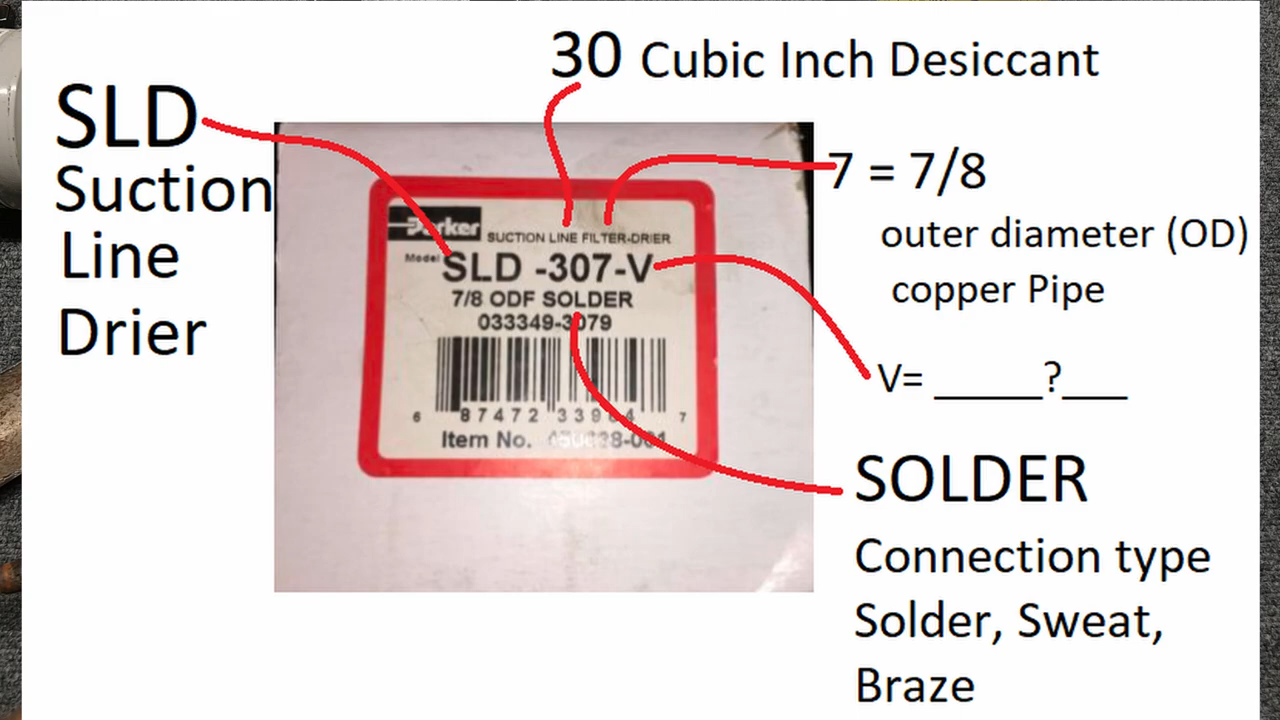 30 Cubic Inch Desiccant
SLD
Suction
Line
Drier
7 = 7/8
outer diameter (OD)
copper Pipe
Parker
SUCTION LINE FILTER-DRIER
Model
SLD -307-V
7/8 ODF SOLDER
033349-3079
6 87472 33964 7
Item No.
V= _____?___
SOLDER
Connection type
Solder, Sweat,
Braze